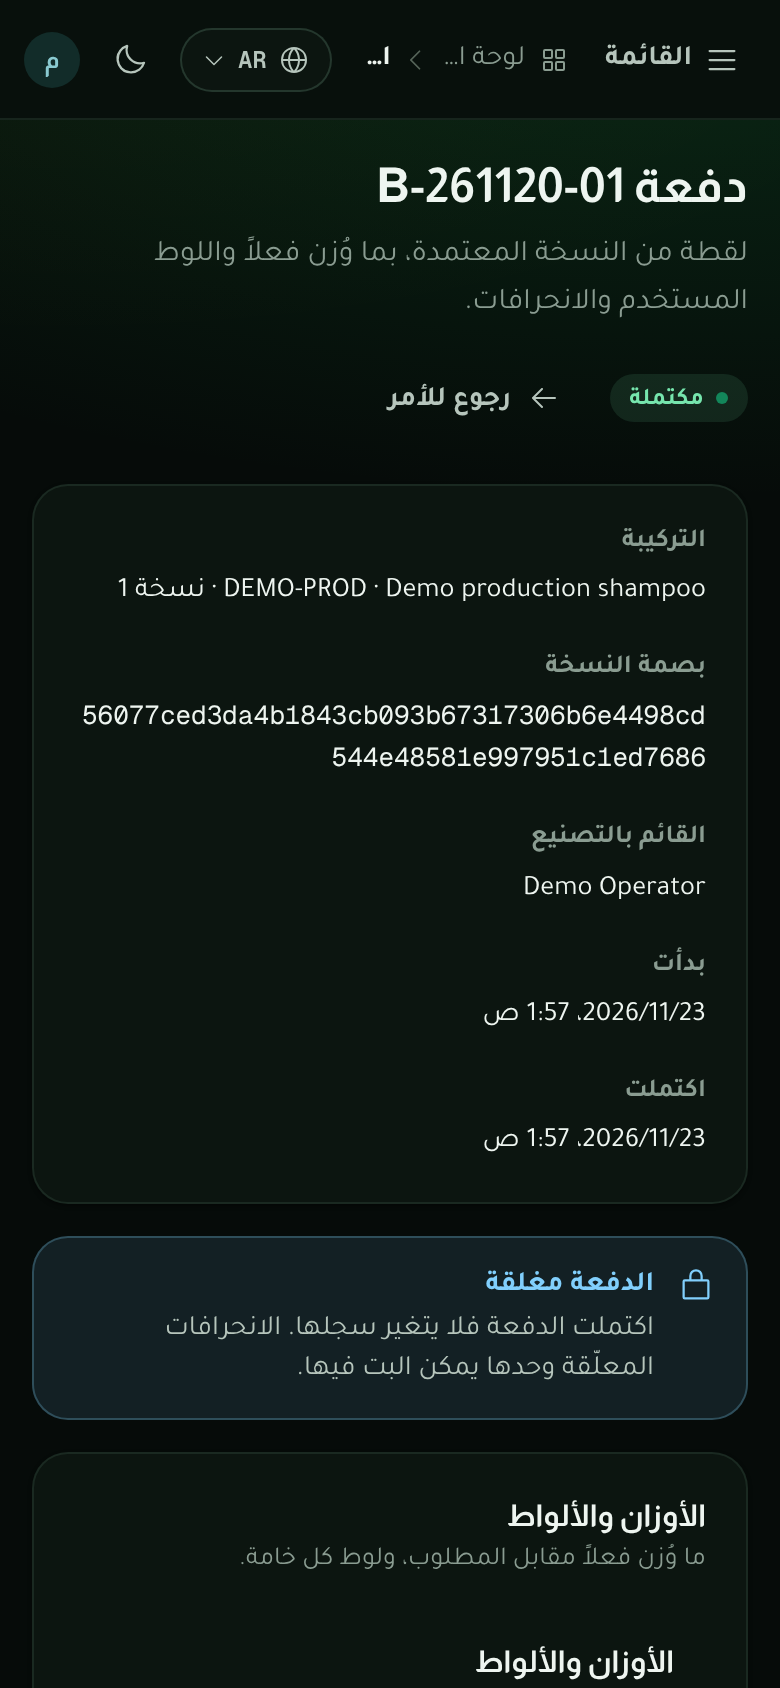 القائمة
لوحة ا...
ا...
AR
م
دفعة B-261120-01
لقطة من النسخة المعتمدة، بما وُزن فعلاً واللوط
المستخدم والانحرافات.
مكتملة
رجوع للأمر
التركيبة
DEMO-PROD · Demo production shampoo · نسخة 1
بصمة النسخة
56077ced3da4b1843cb093b67317306b6e4498cd
544e48581e997951c1ed7686
القائم بالتصنيع
Demo Operator
بدأت
2026/11/23، 1:57 ص
اكتملت
2026/11/23، 1:57 ص
الدفعة مغلقة
اكتملت الدفعة فلا يتغير سجلها. الانحرافات
المعلّقة وحدها يمكن البت فيها.
الأوزان والألواط
ما وُزن فعلاً مقابل المطلوب، ولوط كل خامة.
الأوزان والألواط